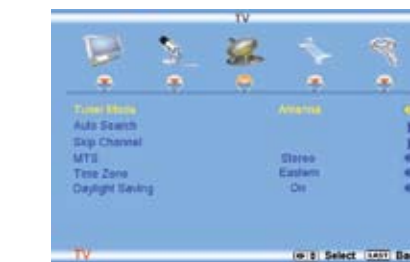 TV
Tuner Mode Antenna
Auto Search
Skip Channel
MTS Stereo
Time Zone Eastern
Daylight Saving On
TV Select LAST Ba